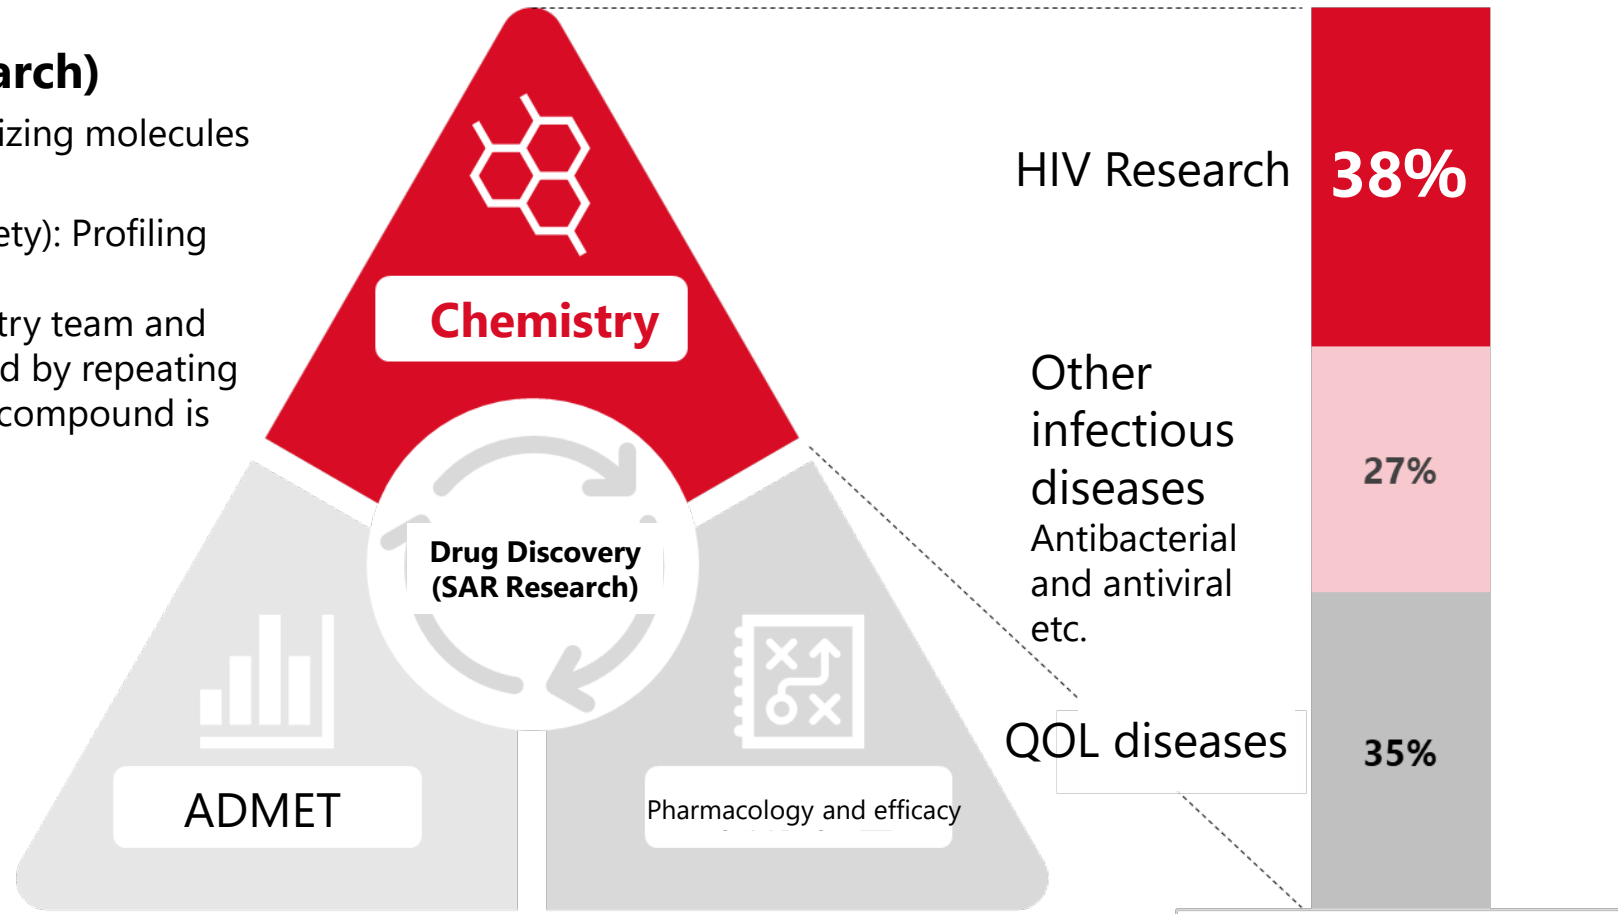 arch)
izing molecules
ety): Profiling
try team and
d by repeating
compound is
Chemistry
Drug Discovery
(SAR Research)
ADMET
Pharmacology and efficacy
HIV Research
38%
Other
infectious
diseases
Antibacterial
and antiviral
etc.
27%
QOL diseases
35%